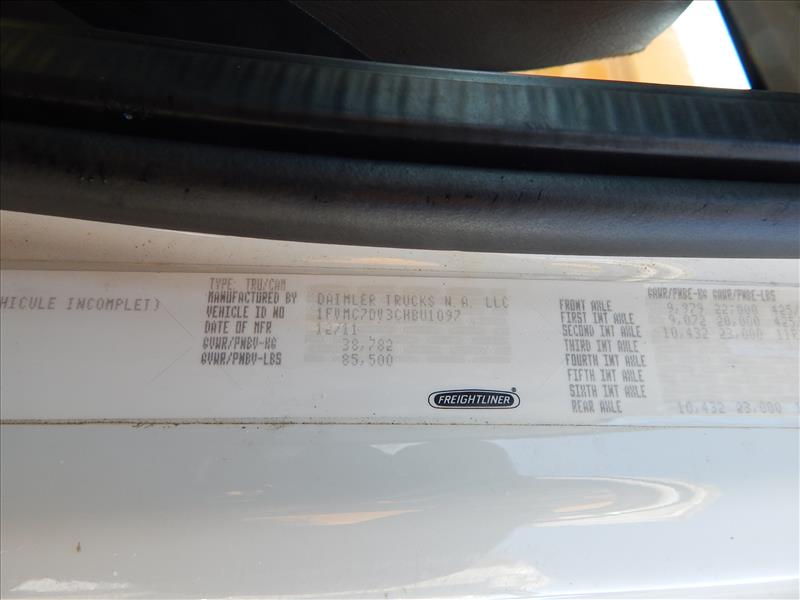 HICULE INCOMPLET)
TYPE: TRU/CAM
MANUFACTURED BY DAIMLER TRUCKS N.A. LLC
VEHICLE ID NO 1FVMC7DV3CHBU1097
DATE OF MFR 12/11
GVWR/PNBV-KG 38,782
GVWR/PNBV-LBS 85,500
FREIGHTLINER
GAWR/PNBE-KG GAWR/PNBE-LBS
FRONT AXLE 9,979 22,000 425/
FIRST INT AXLE 9,072 20,000
SECOND INT AXLE 10,432 23,000
THIRD INT AXLE
FOURTH INT AXLE
FIFTH INT AXLE
SIXTH INT AXLE
REAR AXLE 10,432 23,000